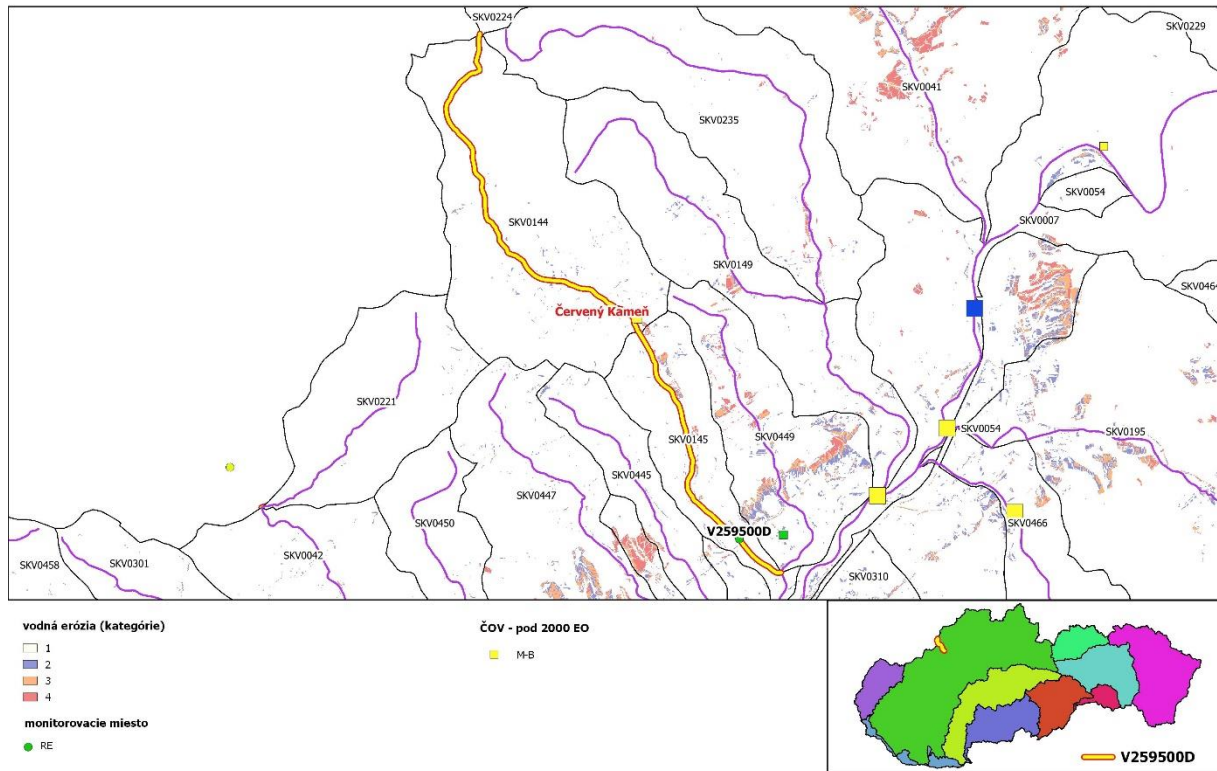 SKV0224
SKV0229
SKV0041
SKV0235
SKV0054
SKV0144
SKV0007
SKV0149
SKV0464
Červený Kameň
SKV0221
SKV0054
SKV0195
SKV0145
SKV0449
SKV0445
SKV0447
SKV0450
SKV0466
V259500D
SKV0042
SKV0301
SKV0458
SKV0310
vodná erózia (kategórie)
1
2
3
4
monitorovacie miesto
RE
ČOV - pod 2000 EO
M-B
V259500D